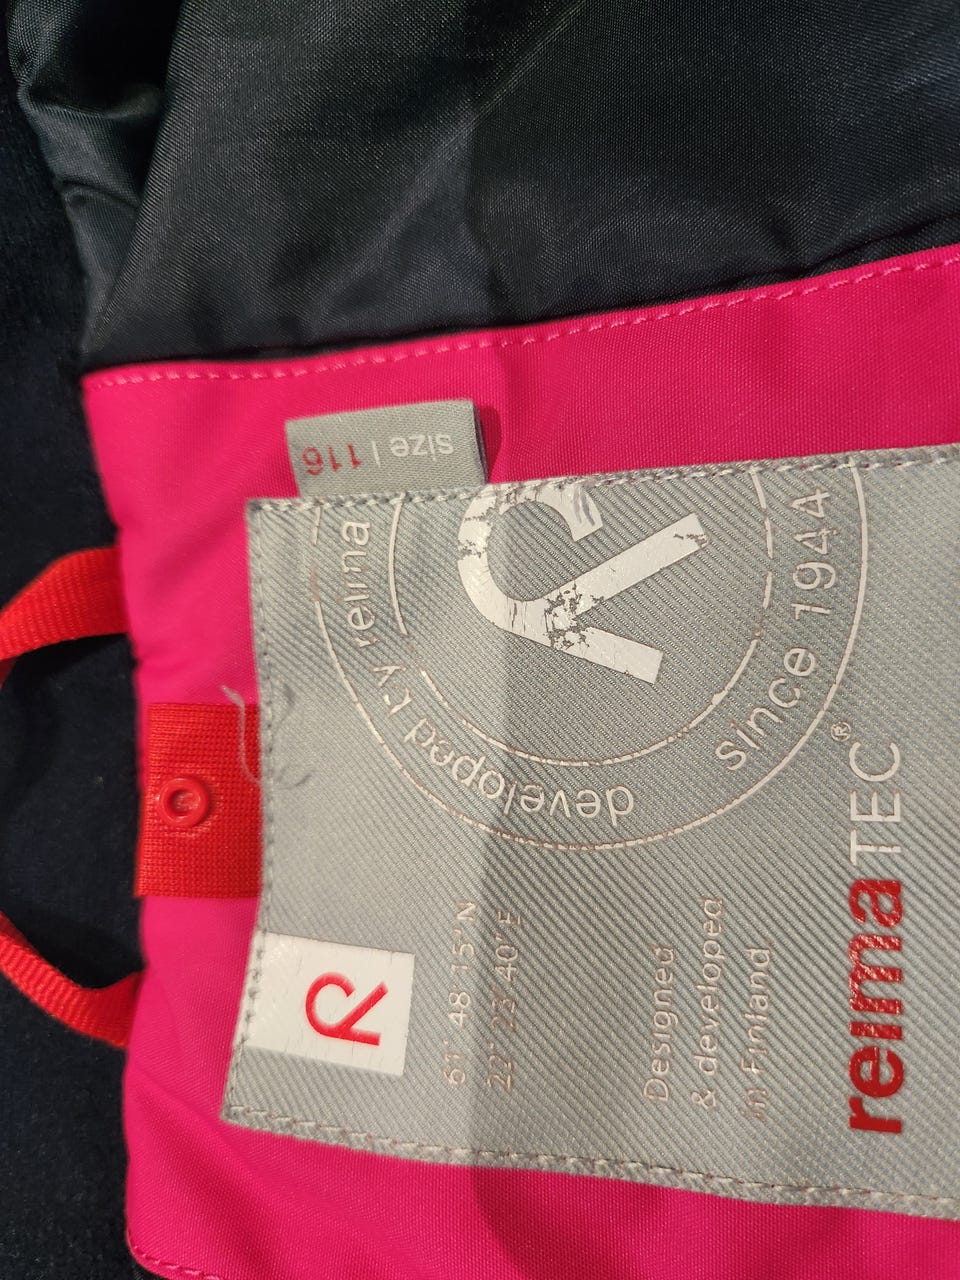 size | 116
developed by reima
since 1944
R
61° 48' 15" N
22° 23' 40" E
Designed
& developed
in Finland.
reimaTEC®